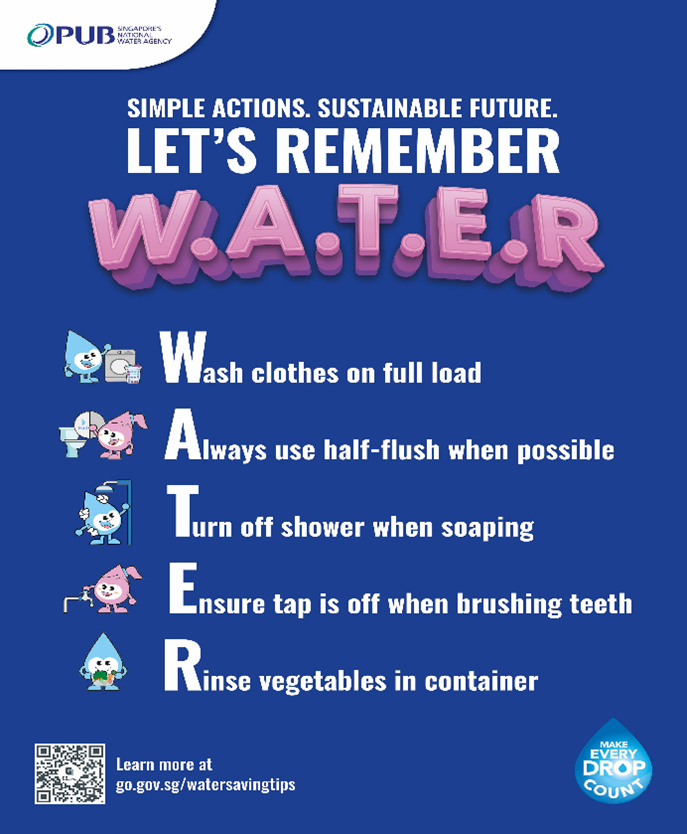 PUB SINGAPORE'S
NATIONAL
WATER AGENCY
SIMPLE ACTIONS. SUSTAINABLE FUTURE.
LET'S REMEMBER
W.A.T.E.R
Wash clothes on full load
Always use half-flush when possible
Turn off shower when soaping
Ensure tap is off when brushing teeth
Rinse vegetables in container
Learn more at
go.gov.sg/watersavingtips
MAKE
EVERY
DROP
COUNT